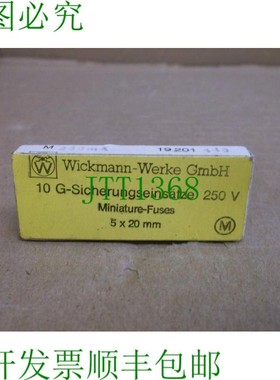 图必究
M 19201
W Wickmann-Werke GmbH
10 G-Sicherungseinsätze 250 V
JTT1368
Miniature-Fuses
5 x 20 mm
M
开发票顺丰包邮